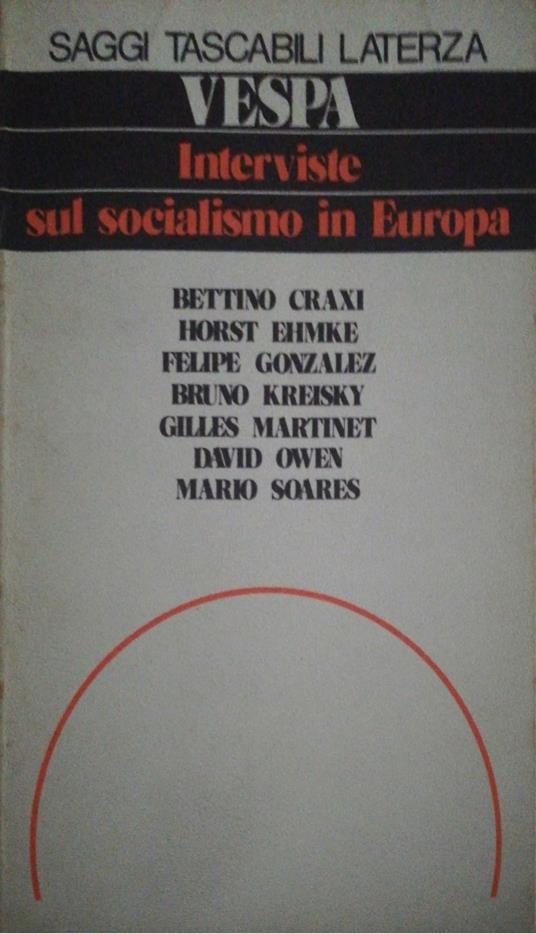 SAGGI TASCABILI LATERZA
VESPA
Interviste
sul socialismo in Europa
BETTINO CRAXI
HORST EHMKE
FELIPE GONZALEZ
BRUNO KREISKY
GILLES MARTINET
DAVID OWEN
MARIO SOARES